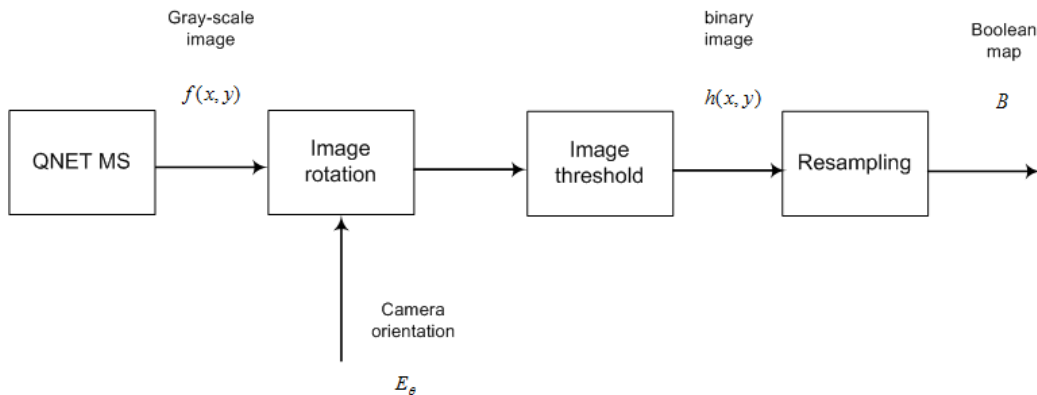 Gray-scale
image
f(x, y)
binary
image
h(x, y)
Boolean
map
B
QNET MS
Image
rotation
Image
threshold
Resampling
Camera
orientation
E_θ